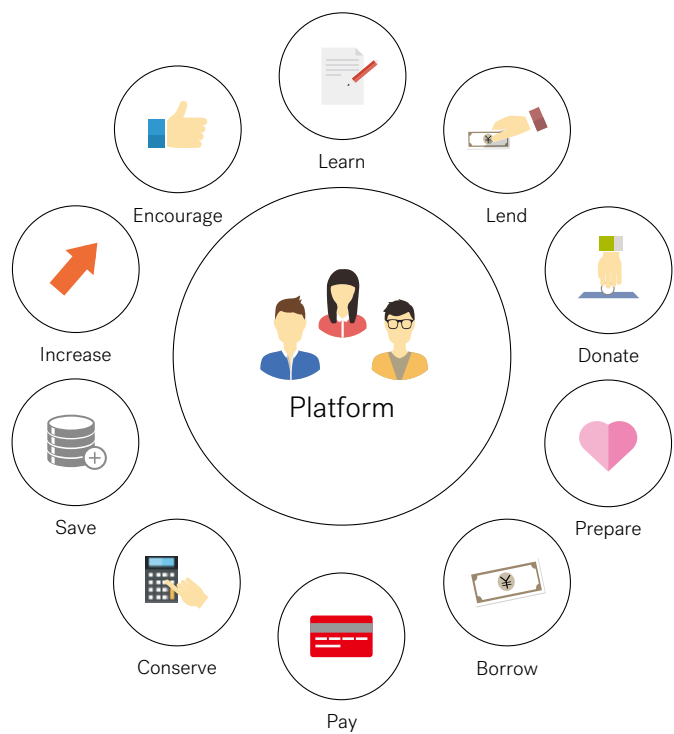 Learn
Encourage
Lend
Increase
Donate
Platform
Save
Prepare
Conserve
Borrow
Pay
¥
¥